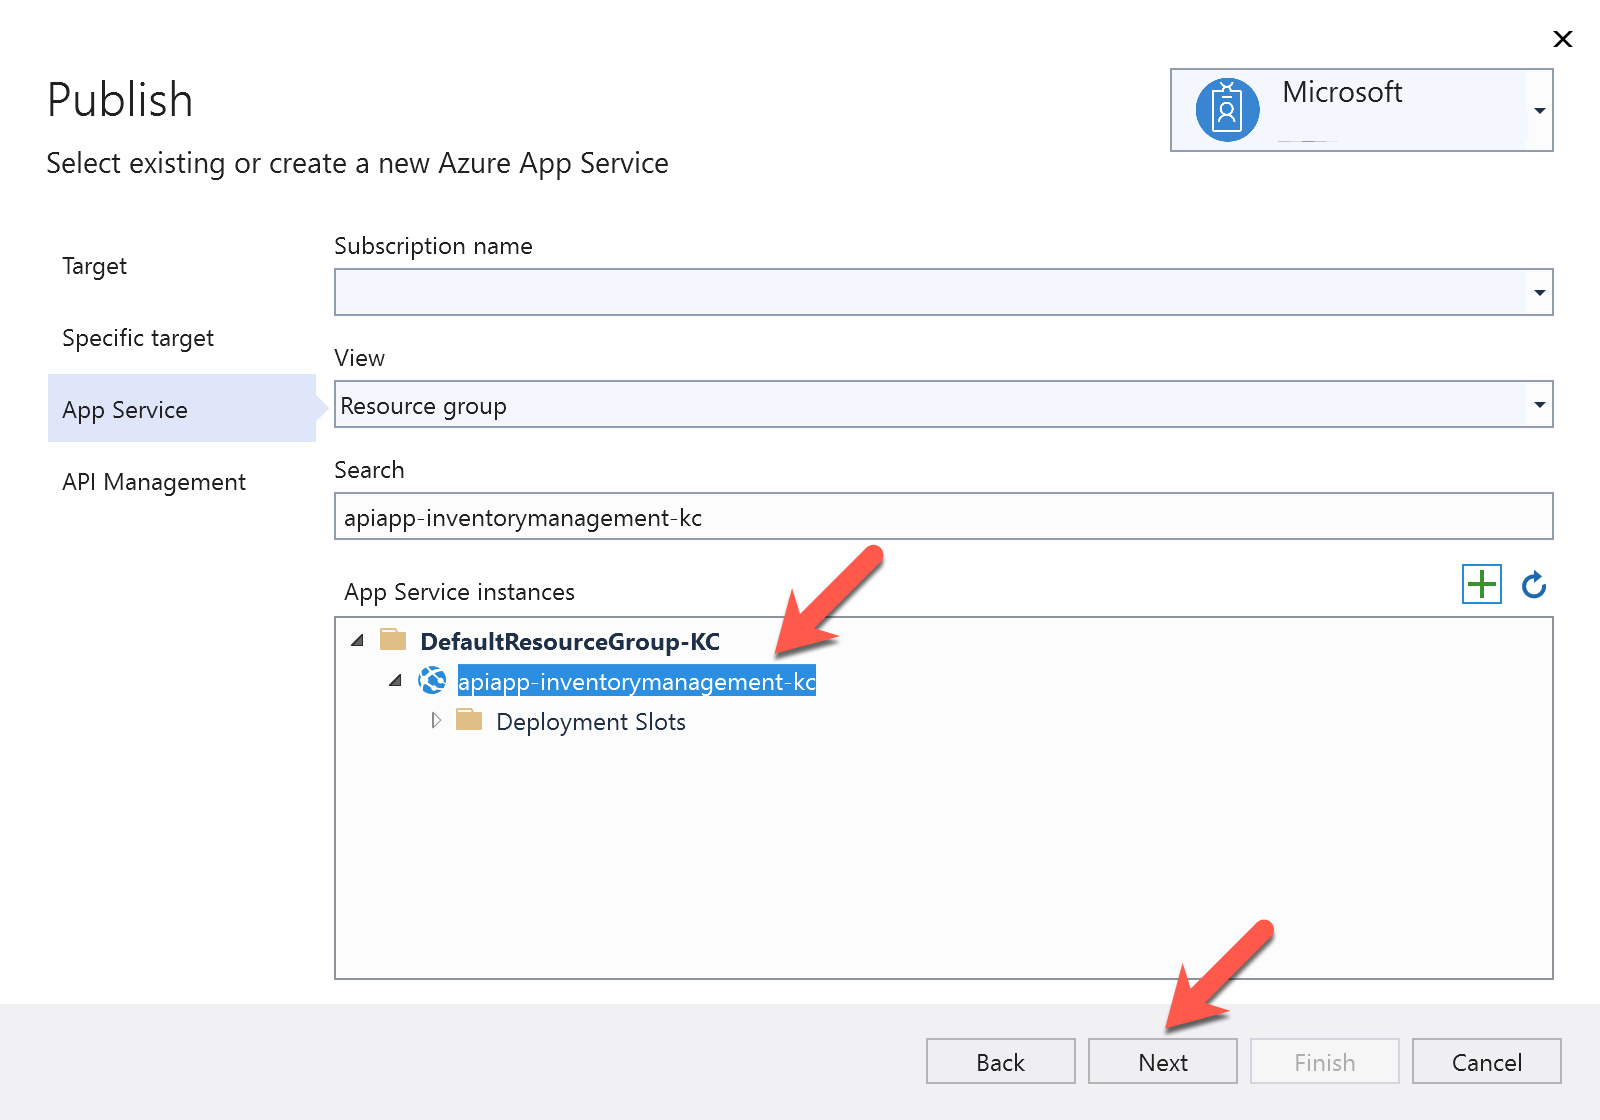 Publish
Microsoft
Select existing or create a new Azure App Service
Target
Specific target
App Service
API Management
Subscription name
View
Resource group
Search
apiapp-inventorymanagement-kc
App Service instances
DefaultResourceGroup-KC
apiapp-inventorymanagement-kc
Deployment Slots
Back
Next
Finish
Cancel